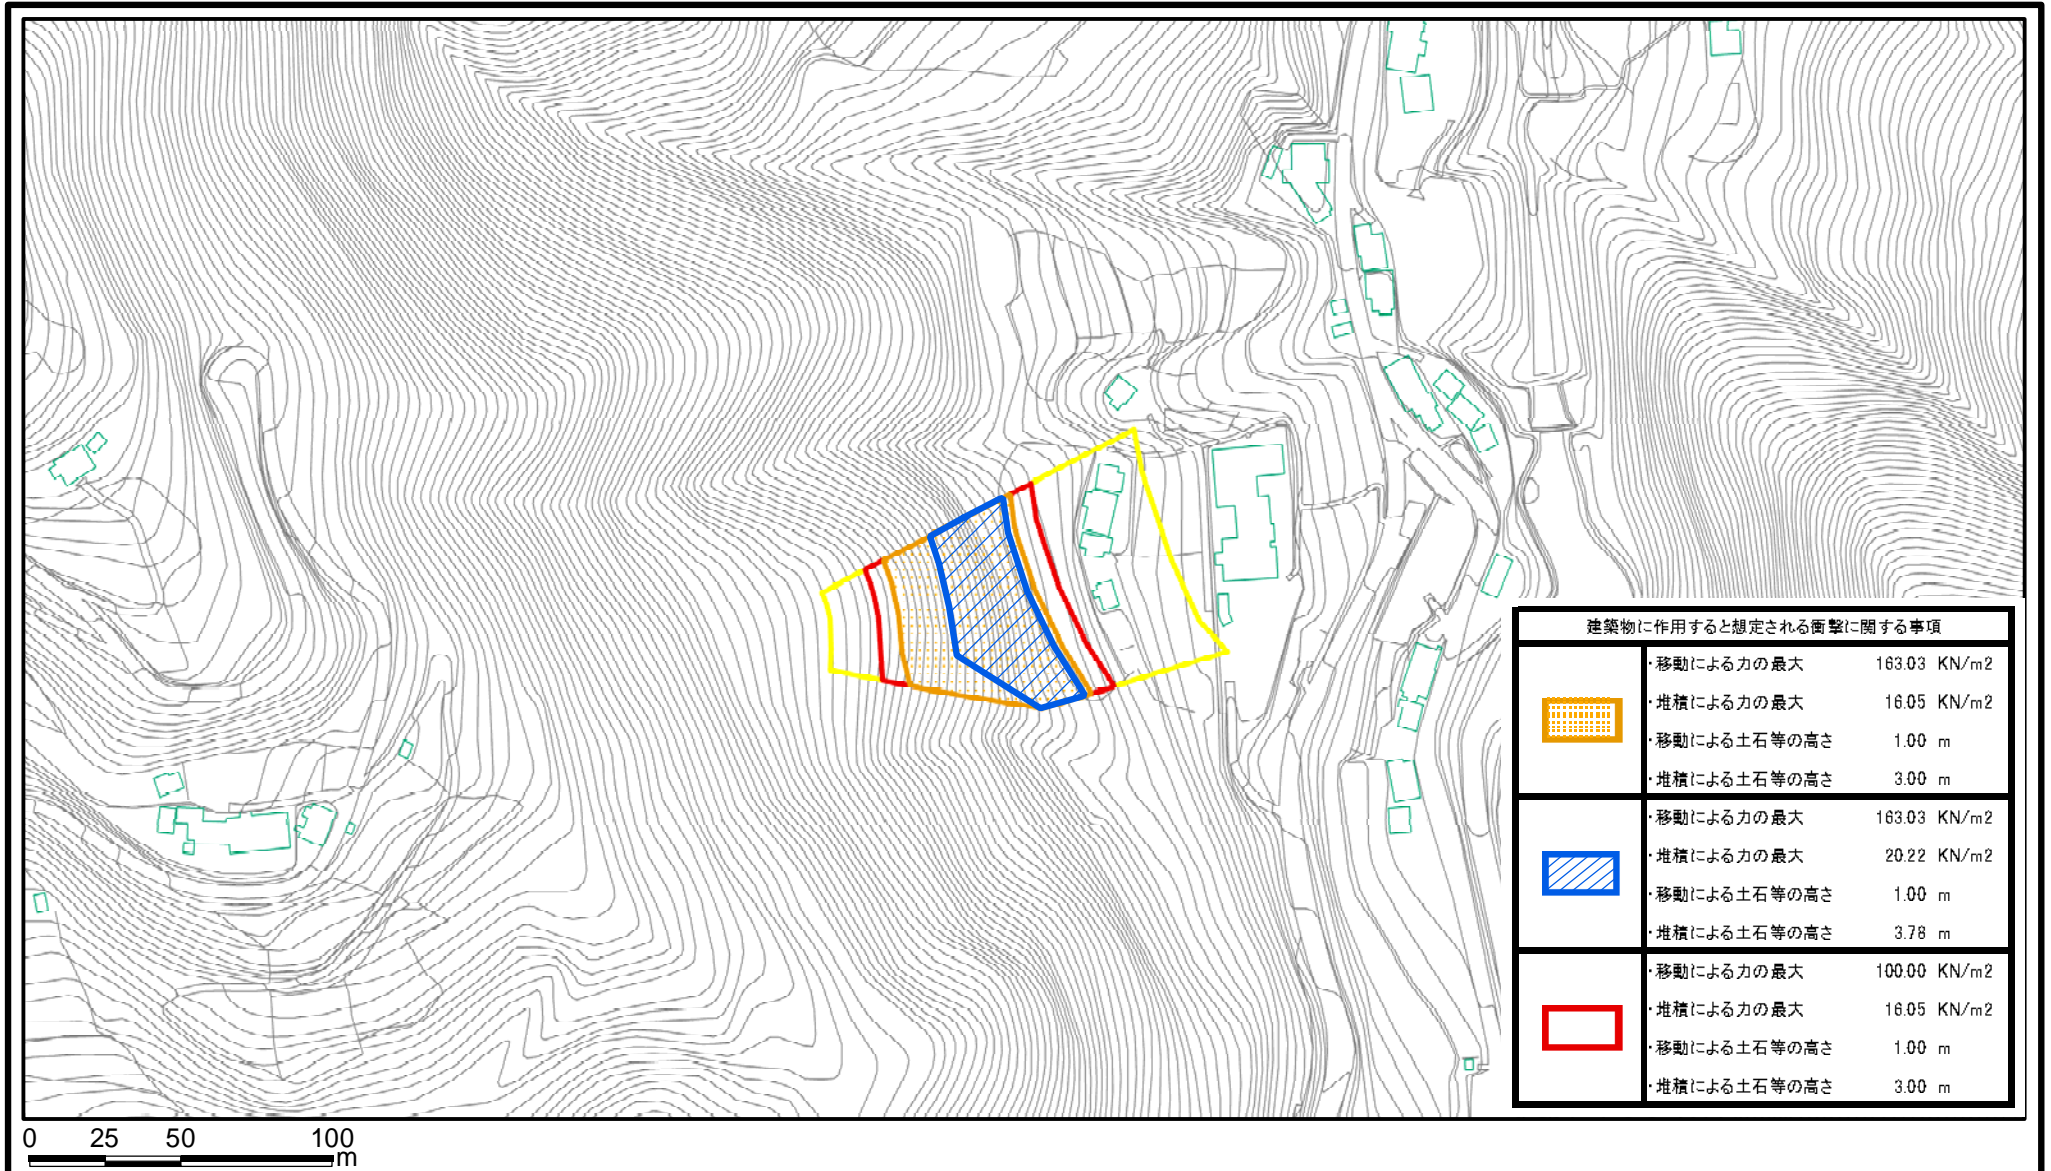 建築物に作用すると想定される衝撃に関する事項
・移動による力の最大 163.03 KN/m2
・堆積による力の最大 16.05 KN/m2
・移動による土石等の高さ 1.00 m
・堆積による土石等の高さ 3.00 m
・移動による力の最大 163.03 KN/m2
・堆積による力の最大 20.22 KN/m2
・移動による土石等の高さ 1.00 m
・堆積による土石等の高さ 3.78 m
・移動による力の最大 100.00 KN/m2
・堆積による力の最大 16.05 KN/m2
・移動による土石等の高さ 1.00 m
・堆積による土石等の高さ 3.00 m
0 25 50 100
m